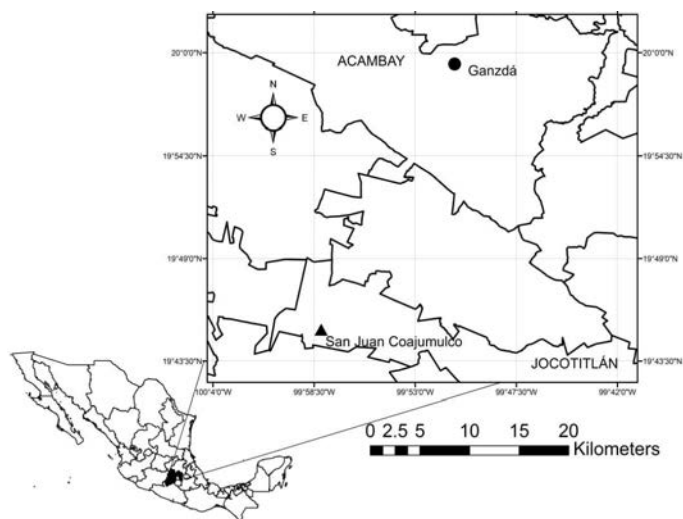 20°0'0"N
ACAMBAY
Ganzdá
20°0'0"N
N
W E
S
19°54'30"N
19°54'30"N
19°49'0"N
19°49'0"N
San Juan Coajumulco
19°43'30"N
JOCOTITLÁN
19°43'30"N
100°4'0"W
99°58'30"W
99°53'0"W
99°47'30"W
99°42'0"W
0 2.5 5 10 15 20
Kilometers